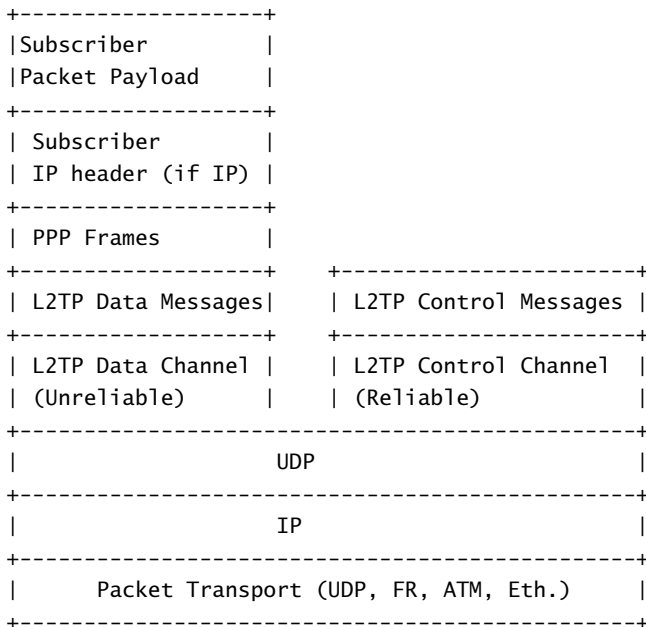 +-------------------+
|Subscriber         |
|Packet Payload     |
+-------------------+
| Subscriber        |
| IP header (if IP) |
+-------------------+
| PPP Frames        |
+-------------------+    +-----------------------+
| L2TP Data Messages|    | L2TP Control Messages |
+-------------------+    +-----------------------+
| L2TP Data Channel |    | L2TP Control Channel  |
| (Unreliable)      |    | (Reliable)            |
+------------------------------------------------+
|                    UDP                         |
+------------------------------------------------+
|                    IP                          |
+------------------------------------------------+
|      Packet Transport (UDP, FR, ATM, Eth.)     |
+------------------------------------------------+